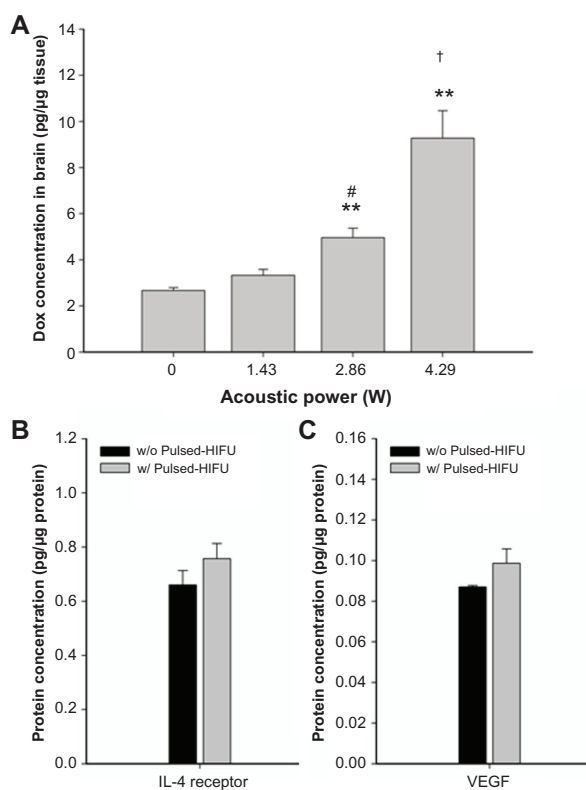 A
Dox concentration in brain (pg/μg tissue)
14
12
10
8
6
4
2
0
†
**
#
**
0 1.43 2.86 4.29
Acoustic power (W)
B
Protein concentration (pg/μg protein)
1.2
1.0
0.8
0.6
0.4
0.2
0.0
w/o Pulsed-HIFU
w/ Pulsed-HIFU
IL-4 receptor
C
Protein concentration (pg/μg protein)
0.16
0.14
0.12
0.10
0.08
0.06
0.04
0.02
0.00
w/o Pulsed-HIFU
w/ Pulsed-HIFU
VEGF